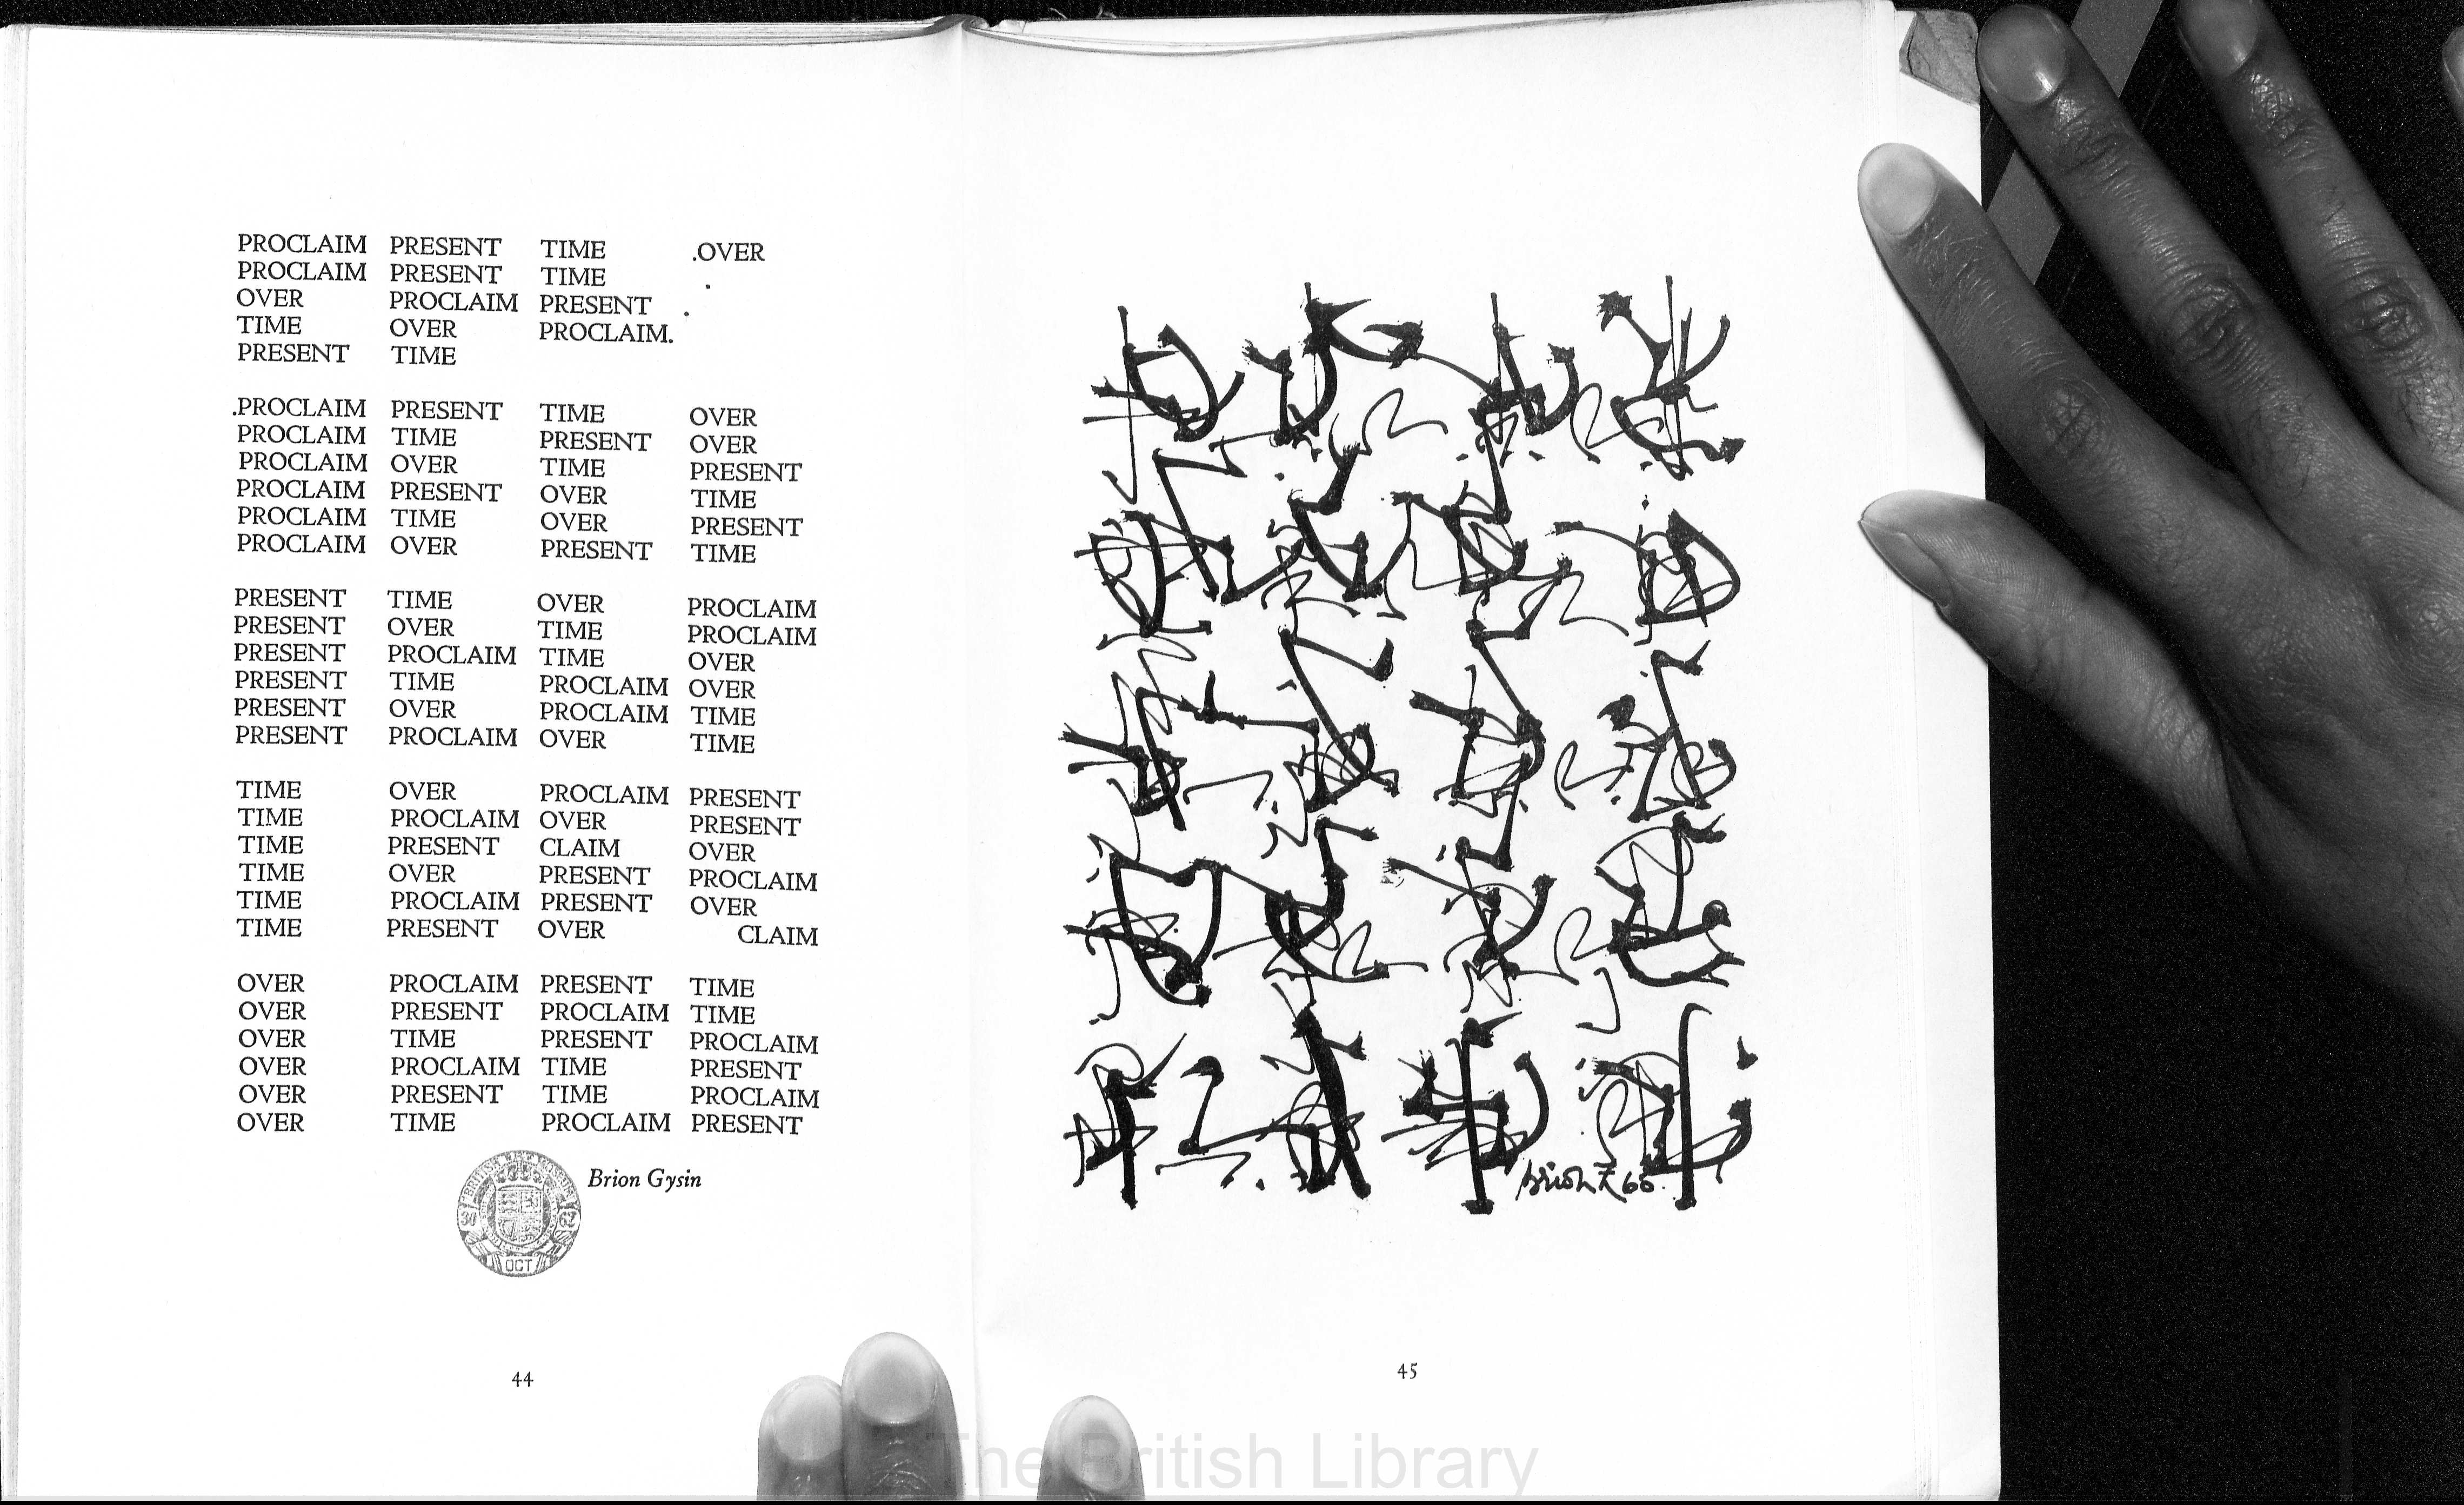 PROCLAIM PRESENT TIME .OVER
PROCLAIM PRESENT TIME .
OVER PROCLAIM PRESENT .
TIME OVER PROCLAIM.
PRESENT TIME
.PROCLAIM PRESENT TIME OVER
PROCLAIM TIME PRESENT OVER
PROCLAIM OVER TIME PRESENT
PROCLAIM PRESENT OVER TIME
PROCLAIM TIME OVER PRESENT
PROCLAIM OVER PRESENT TIME
PRESENT TIME OVER PROCLAIM
PRESENT OVER TIME PROCLAIM
PRESENT PROCLAIM TIME OVER
PRESENT TIME PROCLAIM OVER
PRESENT OVER PROCLAIM TIME
PRESENT PROCLAIM OVER TIME
TIME OVER PROCLAIM PRESENT
TIME PROCLAIM OVER PRESENT
TIME PRESENT CLAIM OVER
TIME OVER PRESENT PROCLAIM
TIME PROCLAIM PRESENT OVER
TIME PRESENT OVER CLAIM
OVER PROCLAIM PRESENT TIME
OVER PRESENT PROCLAIM TIME
OVER TIME PRESENT PROCLAIM
OVER PROCLAIM TIME PRESENT
OVER PRESENT TIME PROCLAIM
OVER TIME PROCLAIM PRESENT
Brion Gysin
BRITISH MUSEUM
30 62
OCT
44
brion 60
45
The British Library